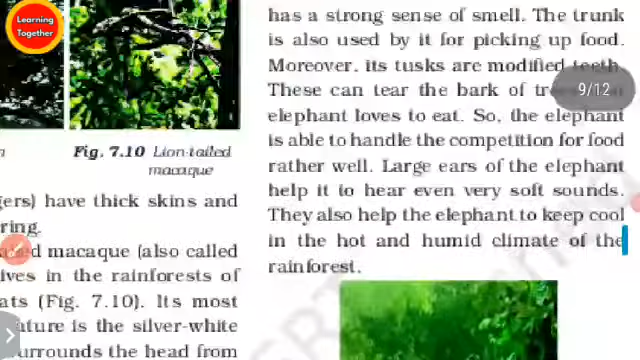 Learning
Together
Fig. 7.10 Lion-tailed
macaque
gers) have thick skins and
ring.
macaque (also called
ives in the rainforests of
ats (Fig. 7.10). Its most
ature is the silver-white
urrounds the head from
has a strong sense of smell. The trunk
is also used by it for picking up food.
Moreover, its tusks are modified teeth.
These can tear the bark of
elephant loves to eat. So, the elephant
is able to handle the competition for food
rather well. Large ears of the elephant
help it to hear even very soft sounds.
They also help the elephant to keep cool
in the hot and humid climate of the
rainforest.
9/12